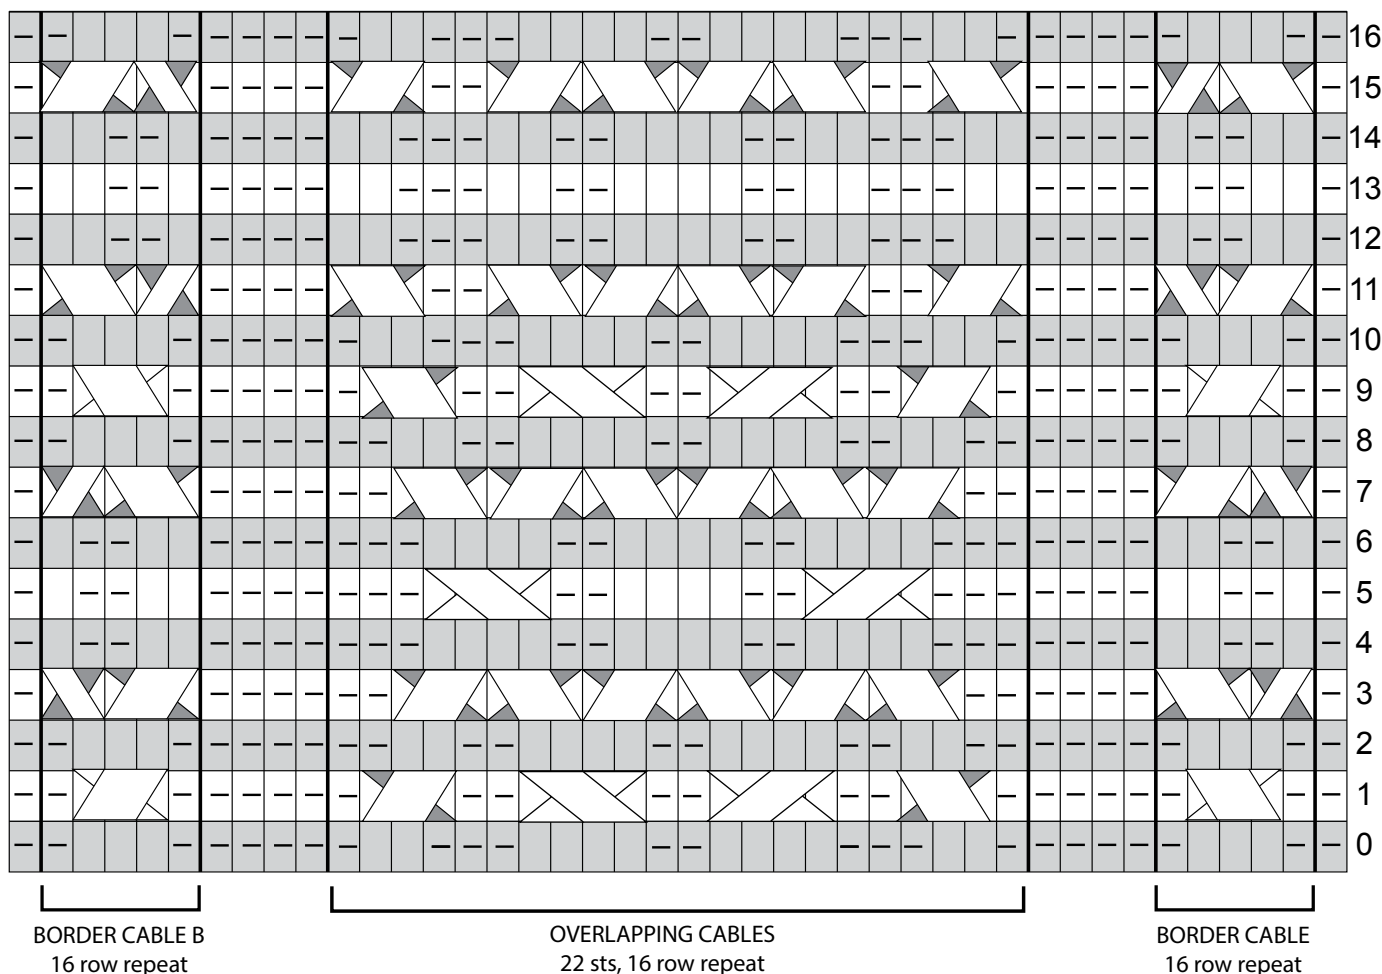 16
15
14
13
12
11
10
9
8
7
6
5
4
3
2
1
0
BORDER CABLE B
16 row repeat
OVERLAPPING CABLES
22 sts, 16 row repeat
BORDER CABLE
16 row repeat